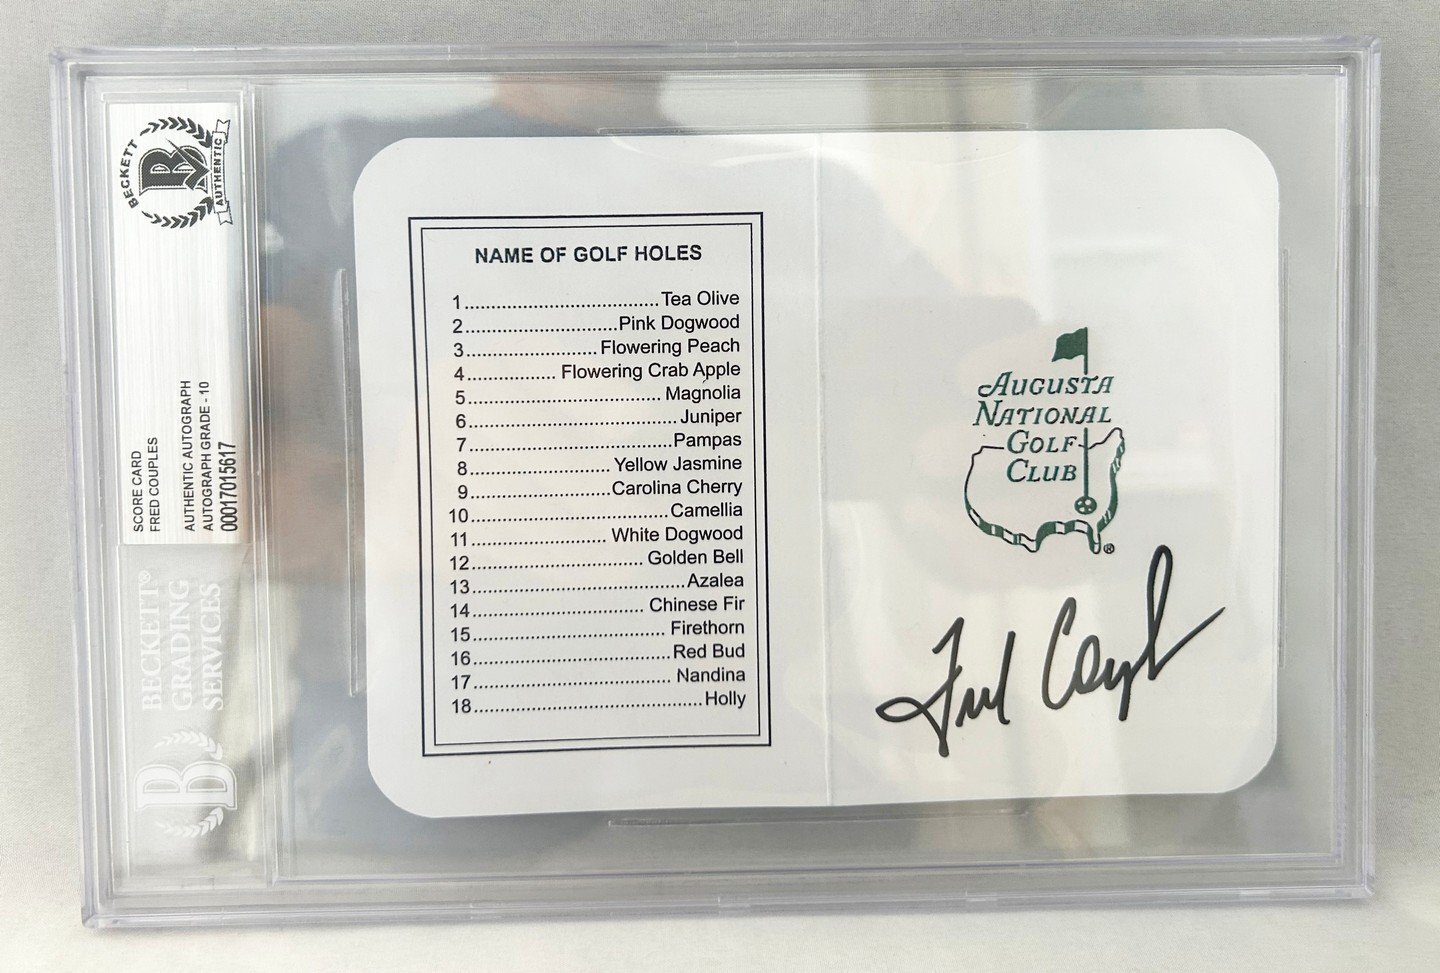 BECKETT
B
AUTHENTIC
SCORE CARD
FRED COUPLES
AUTHENTIC AUTOGRAPH
AUTOGRAPH GRADE - 10
00017015617
BECKETT®
GRADING
SERVICES
B
NAME OF GOLF HOLES
1....................................Tea Olive
2............................Pink Dogwood
3........................Flowering Peach
4................ Flowering Crab Apple
5.................................... Magnolia
6.......................................Juniper
7......................................Pampas
8.......................... Yellow Jasmine
9..........................Carolina Cherry
10.....................................Camellia
11......................... White Dogwood
12................................ Golden Bell
13........................................Azalea
14................................ Chinese Fir
15.................................... Firethorn
16.....................................Red Bud
17..................................... Nandina
18...........................................Holly
AUGUSTA
NATIONAL
GOLF
CLUB
®
Fred Couples